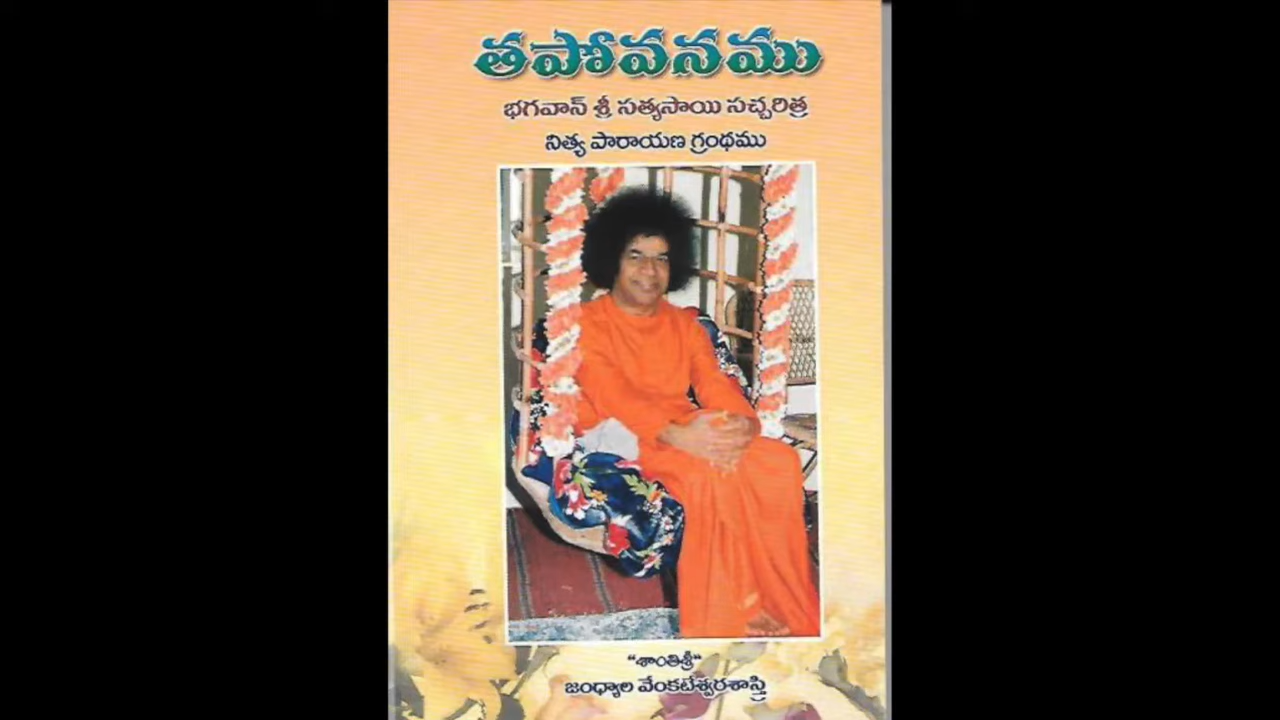 తపోవనము
భగవాన్ శ్రీ సత్యసాయి సచ్చరిత్ర
నిత్య పారాయణ గ్రంథము
“శాంతిశ్రీ”
జంధ్యాల వేంకటేశ్వరశాస్త్రి